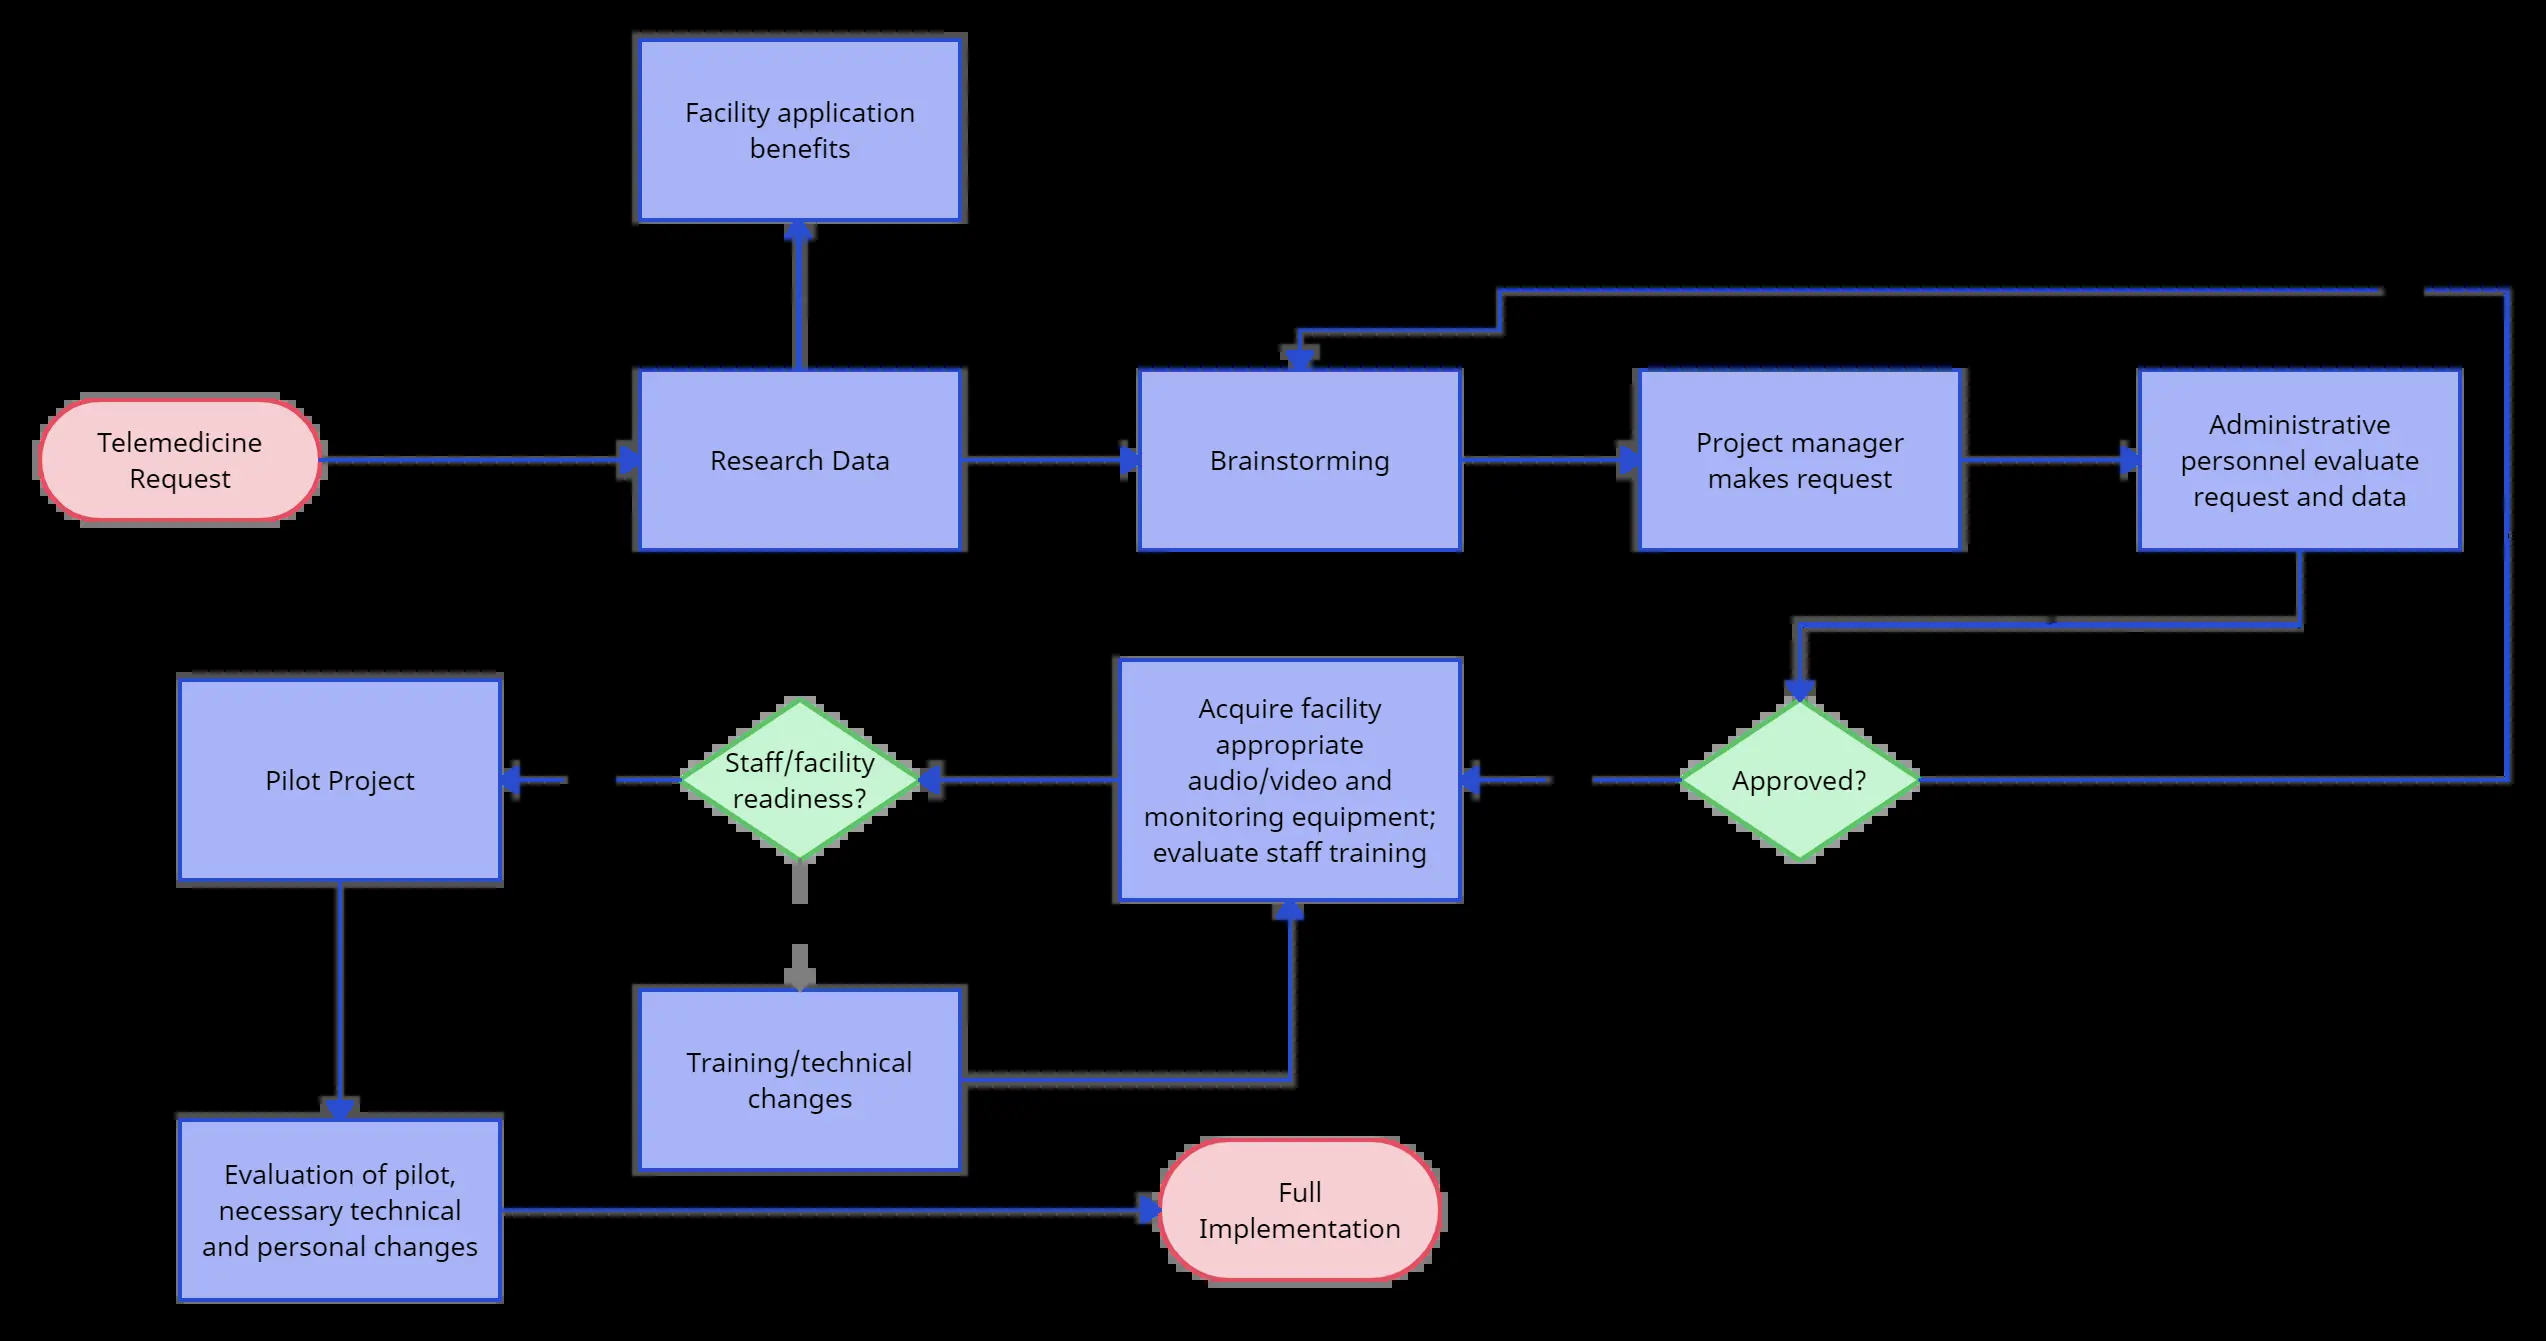 Facility application
benefits
Telemedicine
Request
Research Data
Brainstorming
Project manager
makes request
Administrative
personnel evaluate
request and data
Approved?
Acquire facility
appropriate
audio/video and
monitoring equipment;
evaluate staff training
Staff/facility
readiness?
Pilot Project
Training/technical
changes
Evaluation of pilot,
necessary technical
and personal changes
Full
Implementation